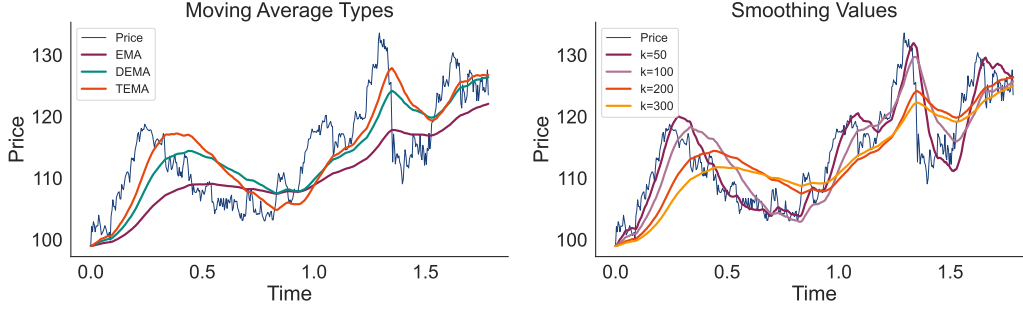 Moving Average Types
Price
130
120
110
100
Price
EMA
DEMA
TEMA
0.0
0.5
1.0
1.5
Time
Smoothing Values
Price
130
120
110
100
Price
k=50
k=100
k=200
k=300
0.0
0.5
1.0
1.5
Time